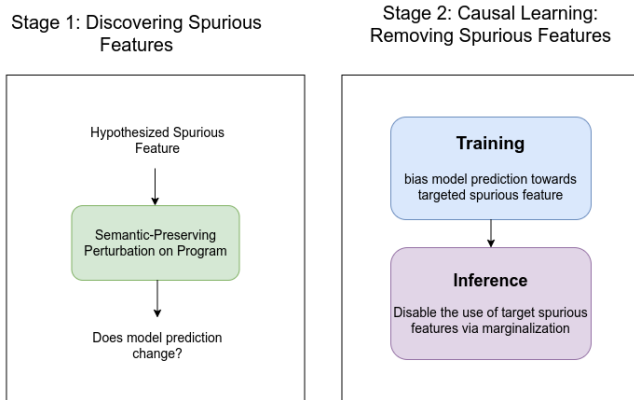 Stage 1: Discovering Spurious
Features
Hypothesized Spurious
Feature
Semantic-Preserving
Perturbation on Program
Does model prediction
change?
Stage 2: Causal Learning:
Removing Spurious Features
Training
bias model prediction towards
targeted spurious feature
Inference
Disable the use of target spurious
features via marginalization